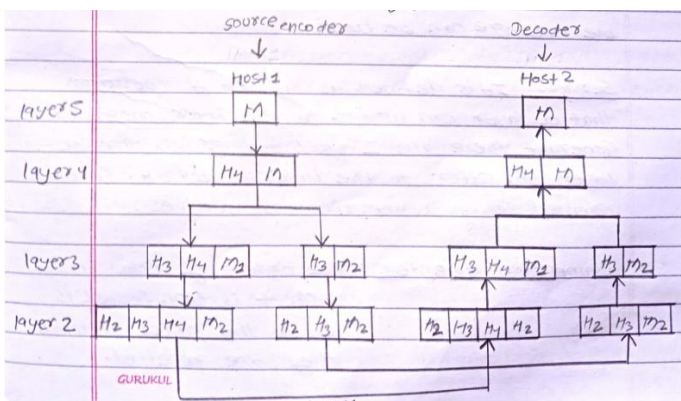 source encoder Decoder
Host 1 Host 2
layer 5 M M
layer 4 H4 M H4 M
layer 3 H3 H4 M1 H3 M2 H3 H4 M1 H3 M2
layer 2 H2 H3 H4 M2 H2 H3 M2 H2 H3 H4 H2 H2 H3 M2
GURUKUL